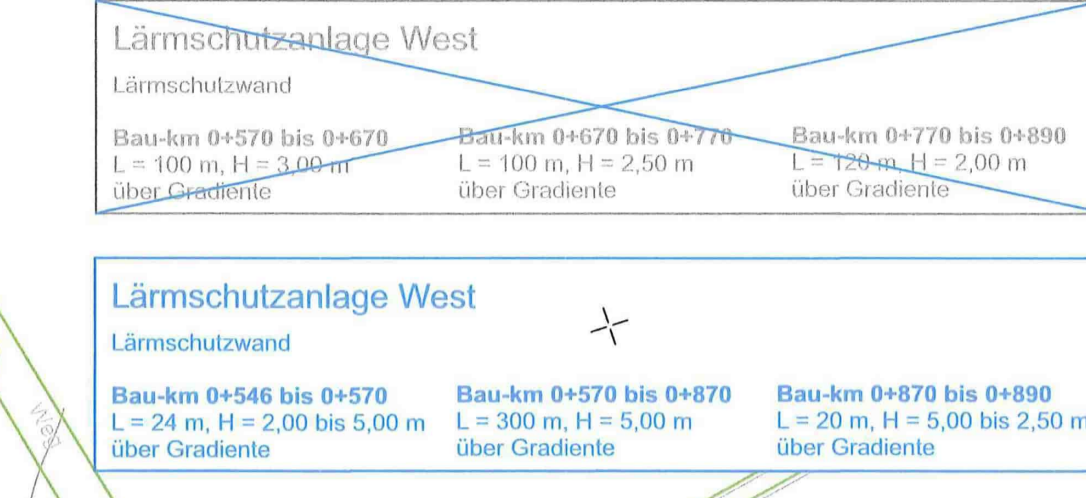 Lärmschutzanlage West
Lärmschutzwand
Bau-km 0+570 bis 0+670
L = 100 m, H = 3,00 m
über Gradiente
Bau-km 0+670 bis 0+770
L = 100 m, H = 2,50 m
über Gradiente
Bau-km 0+770 bis 0+890
L = 120 m, H = 2,00 m
über Gradiente
Lärmschutzanlage West
Lärmschutzwand
Bau-km 0+546 bis 0+570
L = 24 m, H = 2,00 bis 5,00 m
über Gradiente
Bau-km 0+570 bis 0+870
L = 300 m, H = 5,00 m
über Gradiente
Bau-km 0+870 bis 0+890
L = 20 m, H = 5,00 bis 2,50 m
über Gradiente
Weg